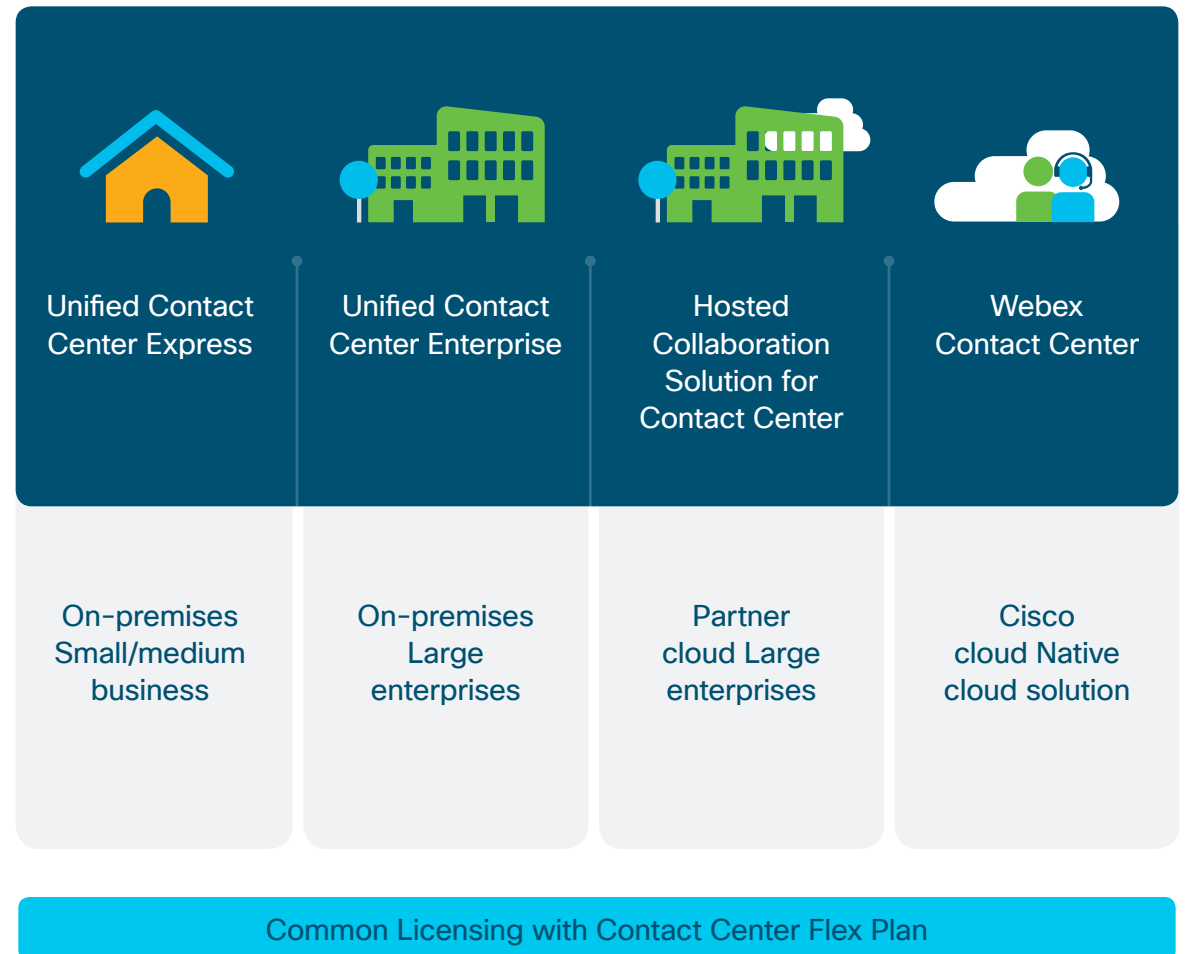 Unified Contact
Center Express
Unified Contact
Center Enterprise
Hosted
Collaboration
Solution for
Contact Center
Webex
Contact Center
On-premises
Small/medium
business
On-premises
Large
enterprises
Partner
cloud Large
enterprises
Cisco
cloud Native
cloud solution
Common Licensing with Contact Center Flex Plan